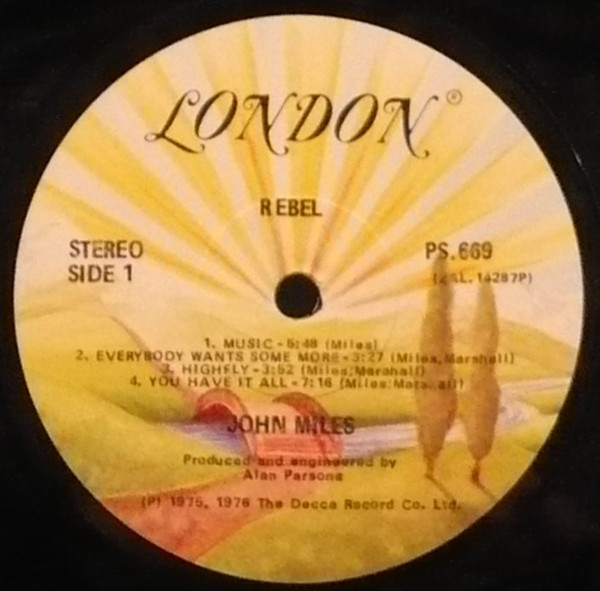 LONDON®
REBEL
STEREO
SIDE 1
PS.669
1. MUSIC - 5:48 (Miles)
2. EVERYBODY WANTS SOME MORE - 3:27 (Miles, Marshall)
3. HIGHFLY - 3:52 (Miles, Marshall)
4. YOU HAVE IT ALL - 7:16 (Miles, Marshall)
JOHN MILES
Produced and engineered by
Alan Parsons
(P) 1975, 1976 The Decca Record Co. Ltd.